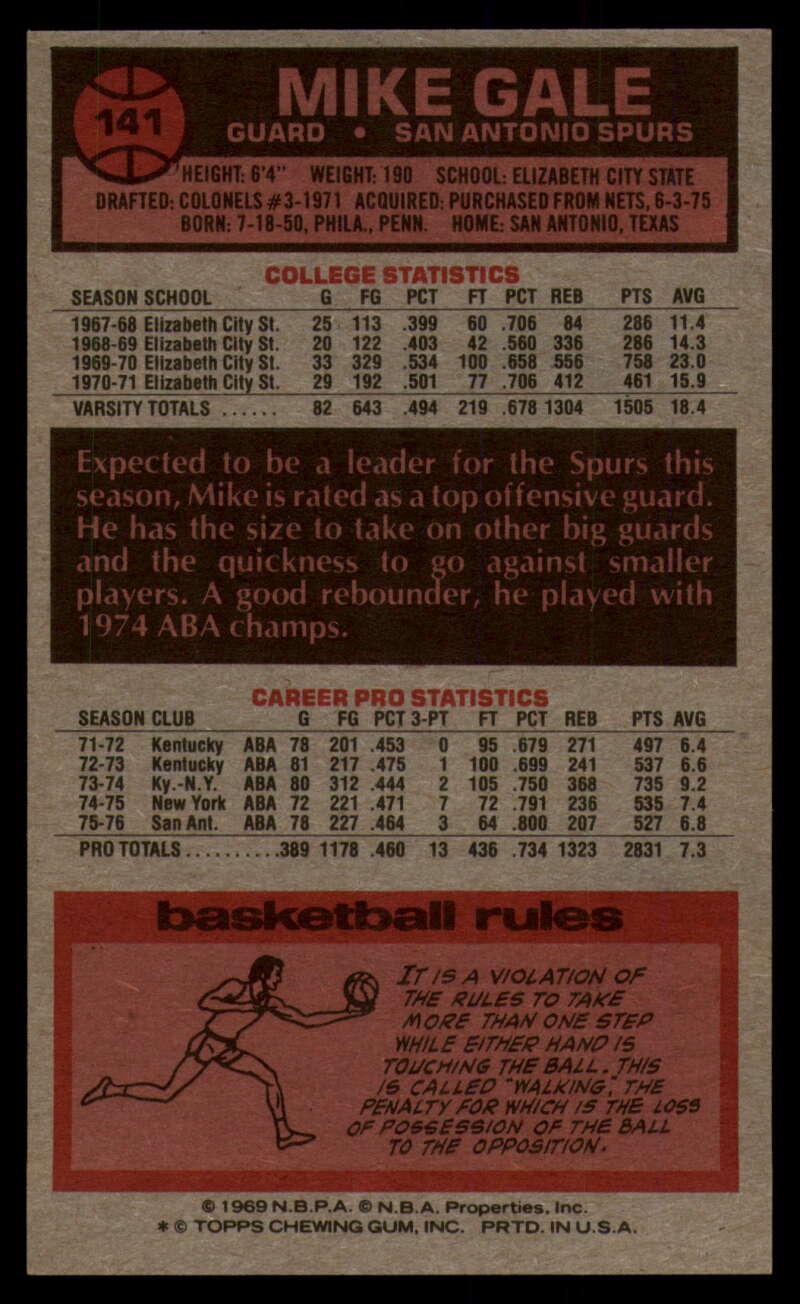 141
MIKE GALE
GUARD • SAN ANTONIO SPURS
HEIGHT: 6'4" WEIGHT: 190 SCHOOL: ELIZABETH CITY STATE
DRAFTED: COLONELS #3-1971 ACQUIRED: PURCHASED FROM NETS, 6-3-75
BORN: 7-18-50, PHILA., PENN. HOME: SAN ANTONIO, TEXAS
COLLEGE STATISTICS
SEASON SCHOOL G FG PCT FT PCT REB PTS AVG
1967-68 Elizabeth City St. 25 113 .399 60 .706 84 286 11.4
1968-69 Elizabeth City St. 20 122 .403 42 .560 336 286 14.3
1969-70 Elizabeth City St. 33 329 .534 100 .658 556 758 23.0
1970-71 Elizabeth City St. 29 192 .501 77 .706 412 461 15.9
VARSITY TOTALS ...... 82 643 .494 219 .678 1304 1505 18.4
Expected to be a leader for the Spurs this
season, Mike is rated as a top offensive guard.
He has the size to take on other big guards
and the quickness to go against smaller
players. A good rebounder, he played with
1974 ABA champs.
CAREER PRO STATISTICS
SEASON CLUB G FG PCT 3-PT FT PCT REB PTS AVG
71-72 Kentucky ABA 78 201 .453 0 95 .679 271 497 6.4
72-73 Kentucky ABA 81 217 .475 1 100 .699 241 537 6.6
73-74 Ky.-N.Y. ABA 80 312 .444 2 105 .750 368 735 9.2
74-75 New York ABA 72 221 .471 7 72 .791 236 535 7.4
75-76 San Ant. ABA 78 227 .464 3 64 .800 207 527 6.8
PRO TOTALS..........389 1178 .460 13 436 .734 1323 2831 7.3
basketball rules
IT IS A VIOLATION OF
THE RULES TO TAKE
MORE THAN ONE STEP
WHILE EITHER HAND IS
TOUCHING THE BALL. THIS
IS CALLED "WALKING," THE
PENALTY FOR WHICH IS THE LOSS
OF POSSESSION OF THE BALL
TO THE OPPOSITION.
© 1969 N.B.P.A. © N.B.A. Properties, Inc.
* © TOPPS CHEWING GUM, INC. PRTD. IN U.S.A.